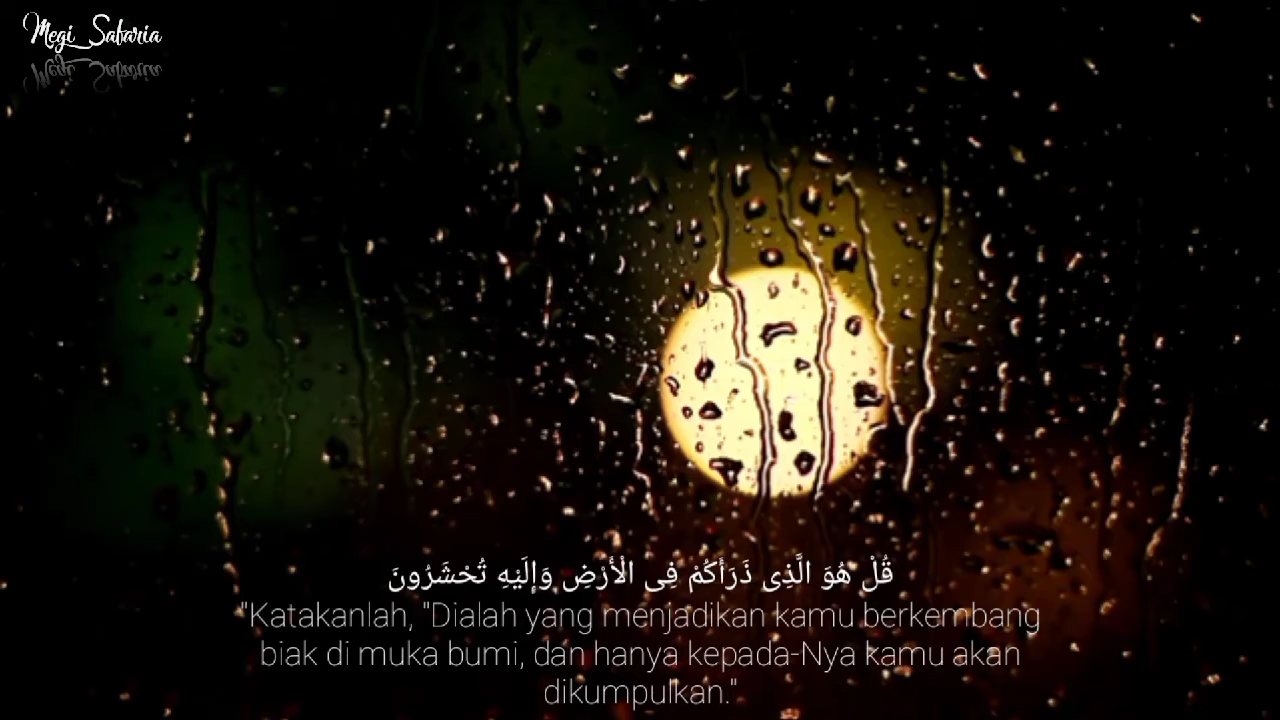 Megi_Safaria
قُلْ هُوَ الَّذِى ذَرَأَكُمْ فِى الْأَرْضِ وَإِلَيْهِ تُحْشَرُونَ
"Katakanlah, "Dialah yang menjadikan kamu berkembang
biak di muka bumi, dan hanya kepada-Nya kamu akan
dikumpulkan."